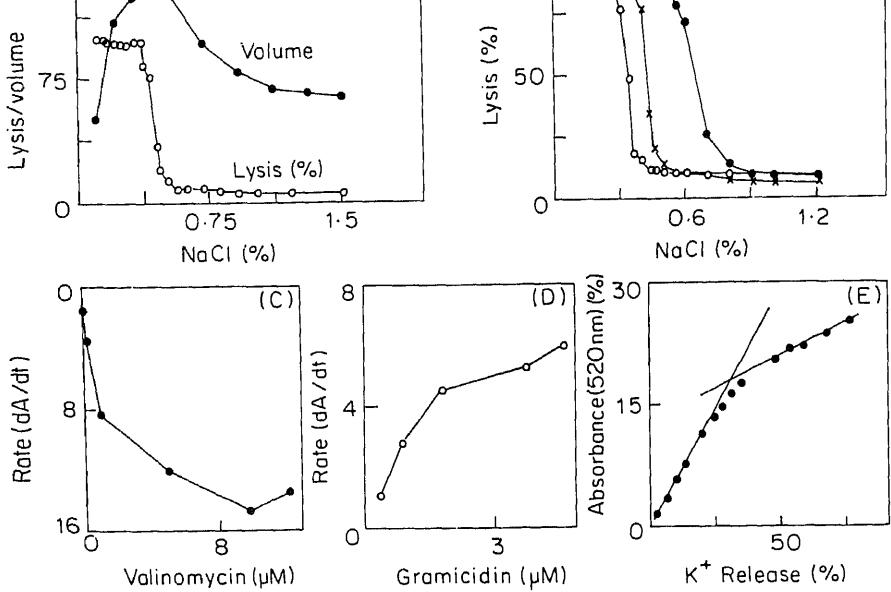 Lysis/volume
75
0
Volume
Lysis (%)
0.75
1.5
NaCl (%)
Lysis (%)
50
0
0.6
1.2
NaCl (%)
(C)
0
8
16
Rate (dA/dt)
0
8
Valinomycin (μM)
(D)
8
4
0
Rate (dA/dt)
3
Gramicidin (μM)
(E)
30
15
0
Absorbance (520nm) (%)
50
K⁺ Release (%)